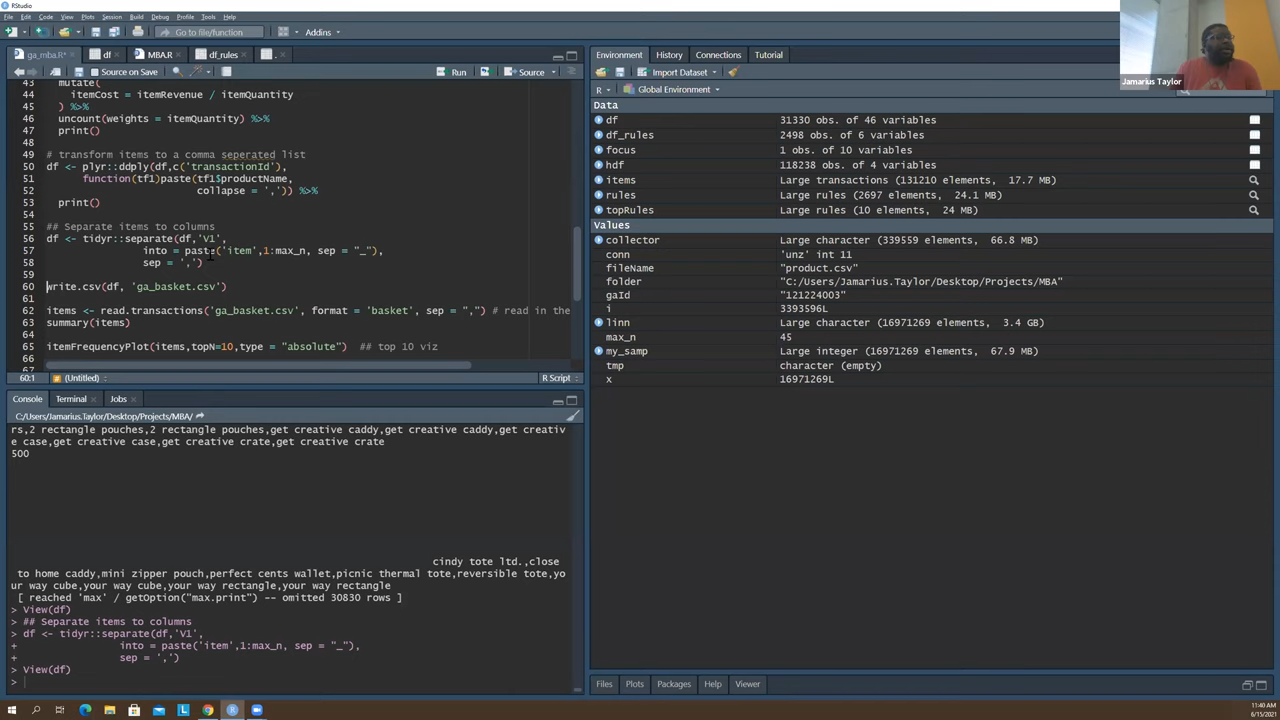 RStudio
File Edit Code View Plots Session Build Debug Profile Tools Help
Go to file/function
Addins
ga_mba.R*
df
MBA.R
df_rules
.
Source on Save
Run
Source
43 mutate(
44 itemCost = itemRevenue / itemQuantity
45 ) %>%
46 uncount(weights = itemQuantity) %>%
47 print()
48
49 # transform items to a comma seperated list
50 df <- plyr::ddply(df,c('transactionId'),
51 function(tf1)paste(tf1$productName,
52 collapse = ',')) %>%
53 print()
54
55 ## Separate items to columns
56 df <- tidyr::separate(df,'V1',
57 into = paste('item',1:max_n, sep = "_"),
58 sep = ',')
59
60 write.csv(df, 'ga_basket.csv')
61
62 items <- read.transactions('ga_basket.csv', format = 'basket', sep = ",") # read in the
63 summary(items)
64
65 itemFrequencyPlot(items,topN=10,type = "absolute") ## top 10 viz
66
67
60:1 (Untitled) R Script
Console Terminal Jobs
C:/Users/Jamarius.Taylor/Desktop/Projects/MBA/
rs,2 rectangle pouches,2 rectangle pouches,get creative caddy,get creative caddy,get creativ
e case,get creative case,get creative crate,get creative crate
500
cindy tote ltd.,close
to home caddy,mini zipper pouch,perfect cents wallet,picnic thermal tote,reversible tote,yo
ur way cube,your way cube,your way rectangle,your way rectangle
[ reached 'max' / getOption("max.print") -- omitted 30830 rows ]
> View(df)
> ## Separate items to columns
> df <- tidyr::separate(df,'V1',
+ into = paste('item',1:max_n, sep = "_"),
+ sep = ',')
> View(df)
>
Environment History Connections Tutorial
Import Dataset
R Global Environment
Data
df 31330 obs. of 46 variables
df_rules 2498 obs. of 6 variables
focus 1 obs. of 10 variables
hdf 118238 obs. of 4 variables
items Large transactions (131210 elements, 17.7 MB)
rules Large rules (2697 elements, 24.1 MB)
topRules Large rules (10 elements, 24 MB)
Values
collector Large character (339559 elements, 66.8 MB)
conn 'unz' int 11
fileName "product.csv"
folder "C:/Users/Jamarius.Taylor/Desktop/Projects/MBA"
gaId "121224003"
i 3393596L
linn Large character (16971269 elements, 3.4 GB)
max_n 45
my_samp Large integer (16971269 elements, 67.9 MB)
tmp character (empty)
x 16971269L
Files Plots Packages Help Viewer
Jamarius Taylor
11:40 AM
6/15/2021